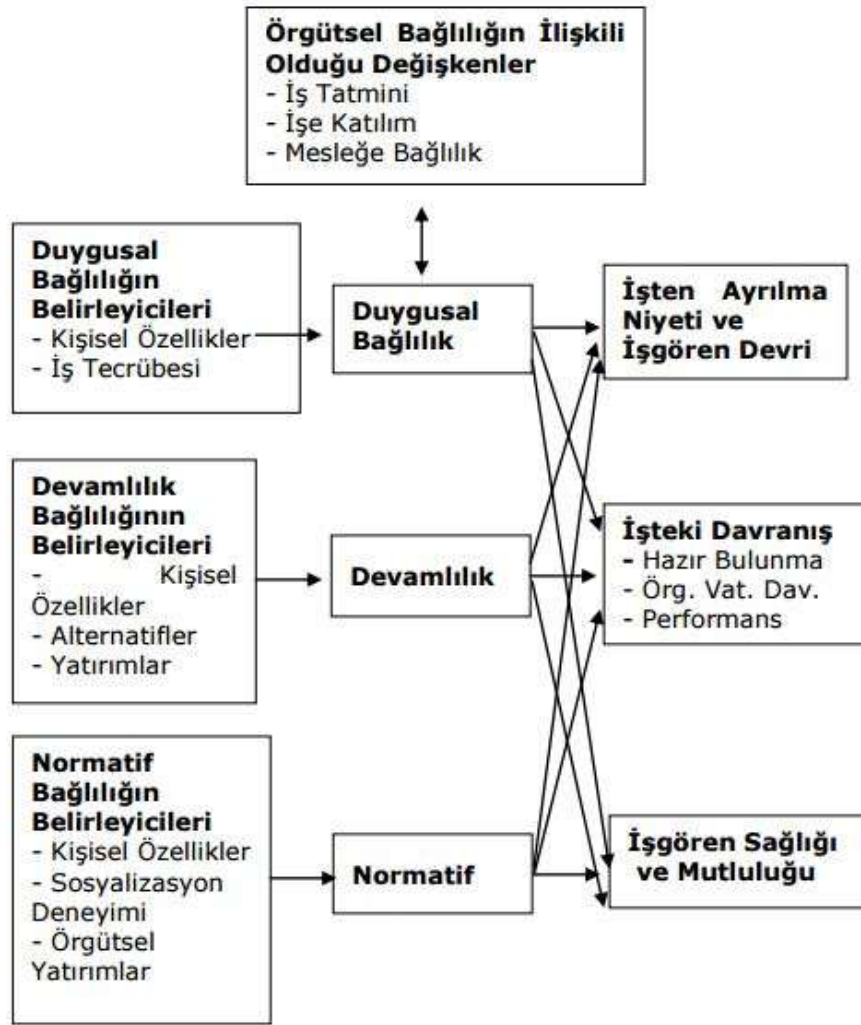 Örgütsel Bağlılığın İlişkili
Olduğu Değişkenler
- İş Tatmini
- İşe Katılım
- Mesleğe Bağlılık
Duygusal
Bağlılığın
Belirleyicileri
- Kişisel Özellikler
- İş Tecrübesi
Duygusal
Bağlılık
İşten Ayrılma
Niyeti ve
İşgören Devri
Devamlılık
Bağlılığının
Belirleyicileri
- Kişisel
Özellikler
- Alternatifler
- Yatırımlar
Devamlılık
İşteki Davranış
- Hazır Bulunma
- Örg. Vat. Dav.
- Performans
Normatif
Bağlılığın
Belirleyicileri
- Kişisel Özellikler
- Sosyalizasyon
Deneyimi
- Örgütsel
Yatırımlar
Normatif
İşgören Sağlığı
ve Mutluluğu